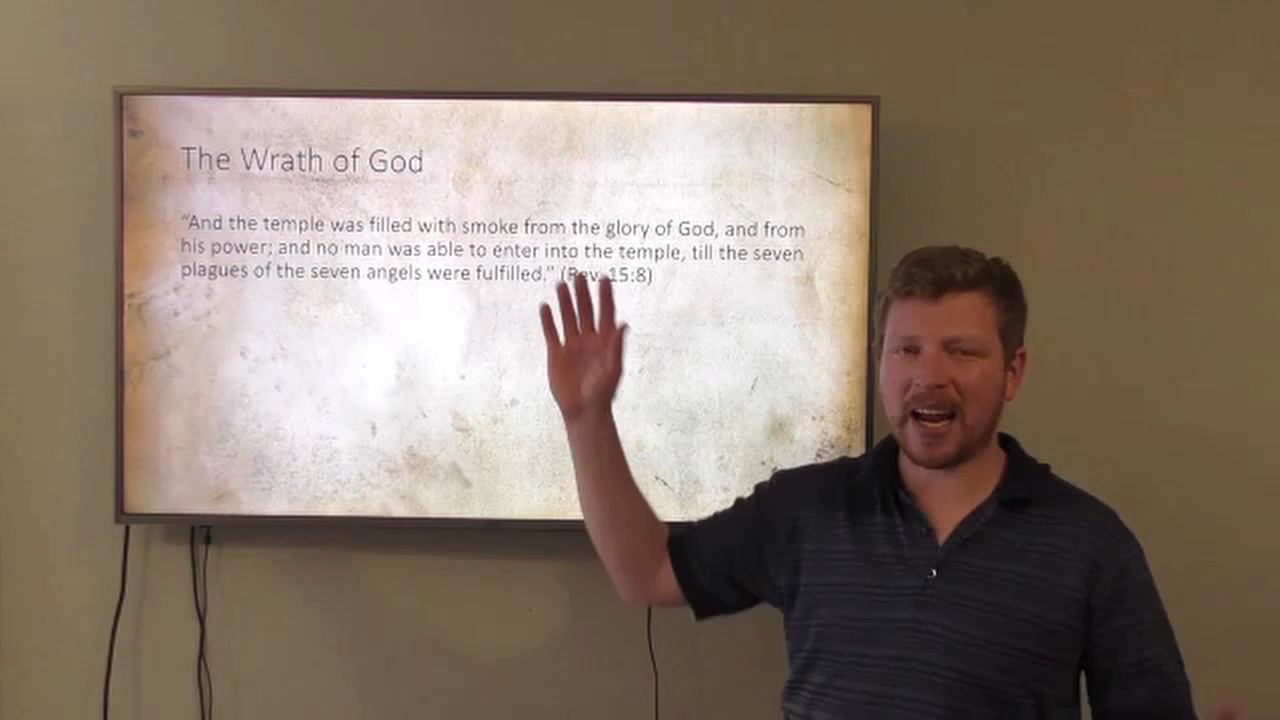 The Wrath of God
“And the temple was filled with smoke from the glory of God, and from
his power; and no man was able to enter into the temple, till the seven
plagues of the seven angels were fulfilled.” (Rev. 15:8)